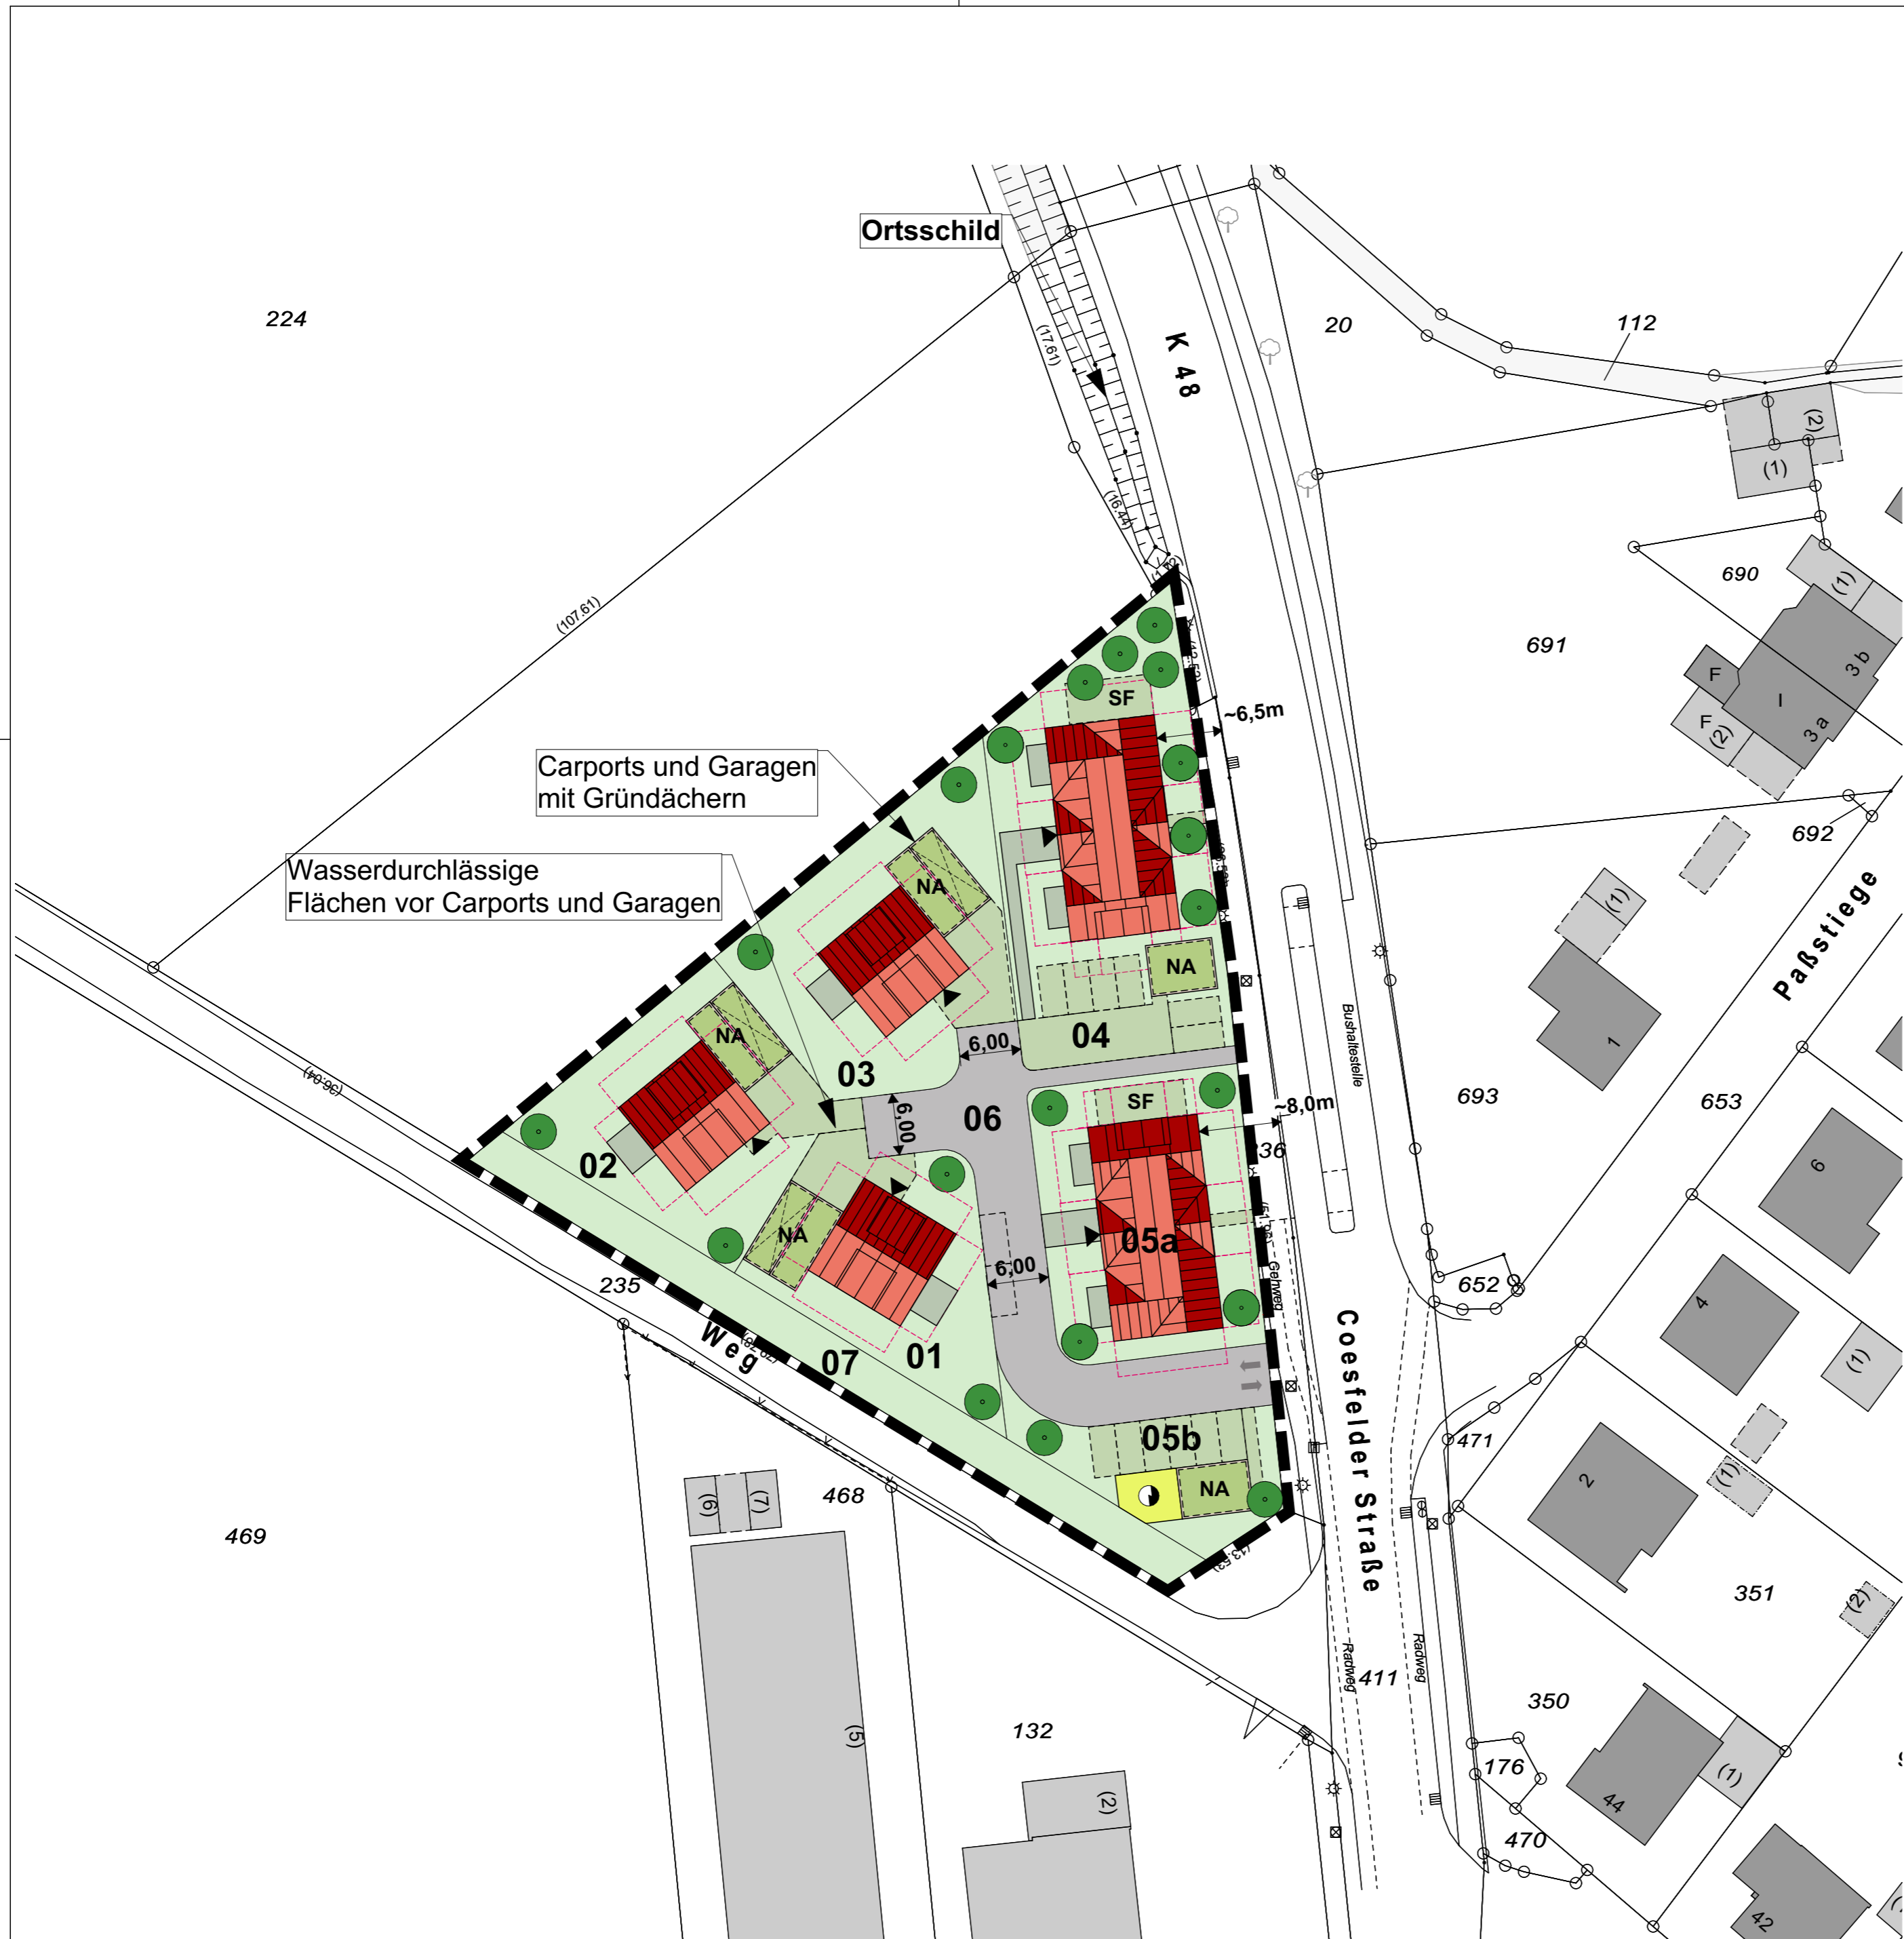 Ortsschild
224
K 48
20
112
(17.61)
(16.44)
(2)
(1)
(107.61)
690
(1)
691
3 b
F
I
F
(2)
3 a
SF
~6,5m
Carports und Garagen
mit Gründächern
692
Wasserdurchlässige
Flächen vor Carports und Garagen
NA
Paßstiege
(1)
NA
NA
04
6,00
03
Bushaltestelle
1
06
6,00
SF
~8,0m
693
653
(36.04)
02
6
NA
05a
Gehweg
6,00
235
652
4
Weg
07
01
Coesfelder Straße
(1)
05b
471
NA
(1)
2
468
(6)
(7)
469
(13.53)
351
(2)
Radweg
Radweg
411
350
132
(5)
176
(1)
(2)
44
470
42